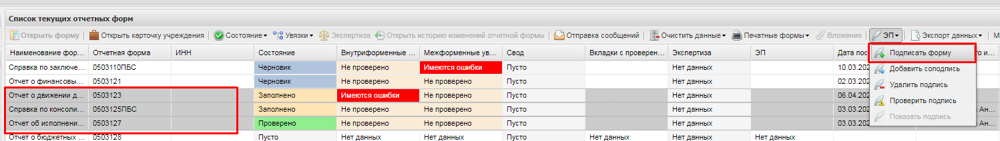 Список текущих отчетных форм
Открыть форму Открыть карточку учреждения Состояние Увязки Экспертиза Открыть историю изменений отчетной формы Отправка сообщений Очистить данные Печатные формы Вложения ЭП Экспорт данных М
Наименование фор... Отчетная форма ИНН Состояние Внутриформенные ... Межформенные ув... Свод Вкладки с проверен... Экспертиза ЭП Дата пос
Подписать форму
Справка по заключе... 0503110ПБС Черновик Не проверено Имеются ошибки Пусто Нет данных 10.03.202
Добавить соподпись
Отчет о финансовы... 0503121 Черновик Не проверено Не проверено Пусто Нет данных 02.03.202
Удалить подпись
Отчет о движении д... 0503123 Заполнено Имеются ошибки Не проверено Пусто Нет данных 06.04.202
Проверить подпись
Справка по консоли... 0503125ПБС Заполнено Не проверено Не проверено Пусто Нет данных 03.03.202 Ан...
Показать подпись
Отчет об исполнени... 0503127 Проверено Не проверено Не проверено Пусто Нет данных 03.03.202 Ан...
Отчет о бюджетных ... 0503128 Пусто Нет данных Нет данных Пусто Нет данных Нет данных Нет данных